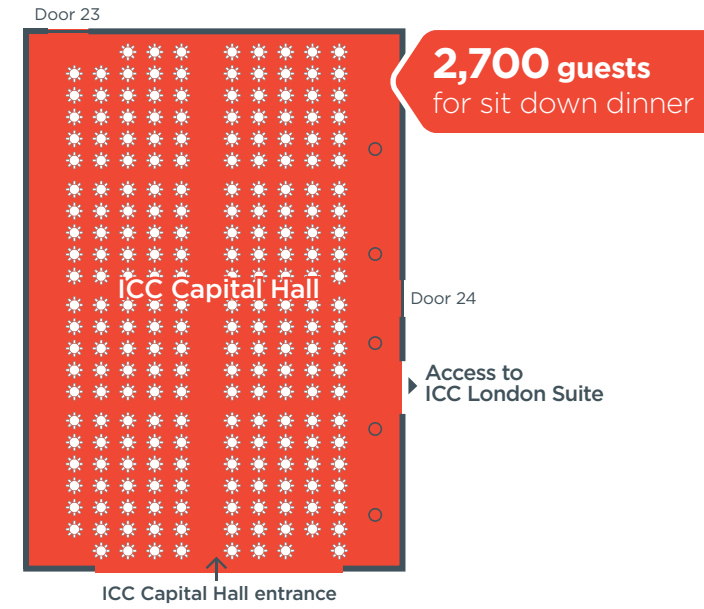 Door 23
2,700 guests
for sit down dinner
ICC Capital Hall
Door 24
Access to
ICC London Suite
ICC Capital Hall entrance